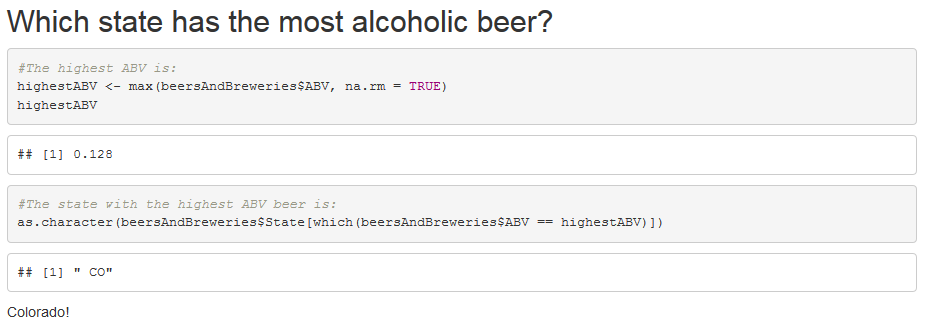 Which state has the most alcoholic beer?
#The highest ABV is:
highestABV <- max(beersAndBreweries$ABV, na.rm = TRUE)
highestABV
## [1] 0.128
#The state with the highest ABV beer is:
as.character(beersAndBreweries$State[which(beersAndBreweries$ABV == highestABV)])
## [1] " CO"
Colorado!